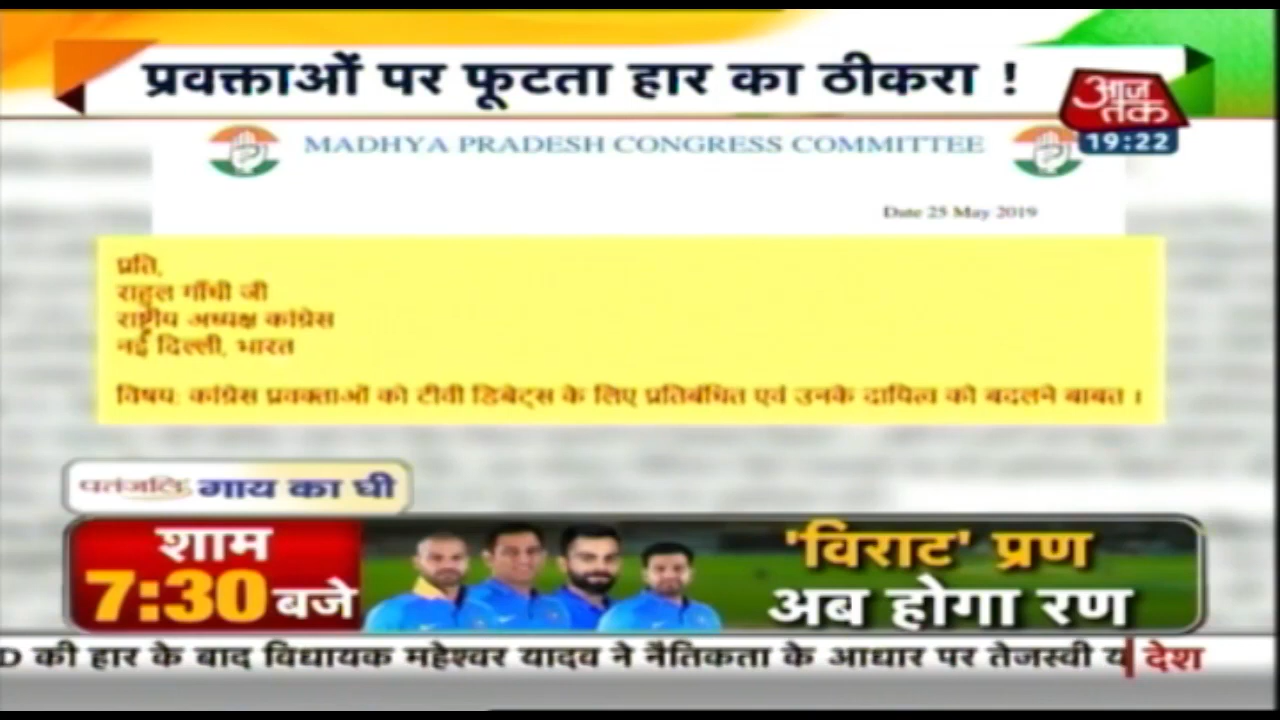 प्रवक्ताओं पर फूटता हार का ठीकरा !
आज तक
19:22
MADHYA PRADESH CONGRESS COMMITTEE
Date 25 May 2019
प्रति,
राहुल गाँधी जी
राष्ट्रीय अध्यक्ष कांग्रेस
नई दिल्ली, भारत
विषय: कांग्रेस प्रवक्ताओं को टीवी डिबेट्स के लिए प्रतिबंधित एवं उनके दायित्व को बदलने बाबत ।
पतंजलि गाय का घी
शाम
7:30 बजे
'विराट' प्रण
अब होगा रण
D की हार के बाद विधायक महेश्वर यादव ने नैतिकता के आधार पर तेजस्वी य
देश